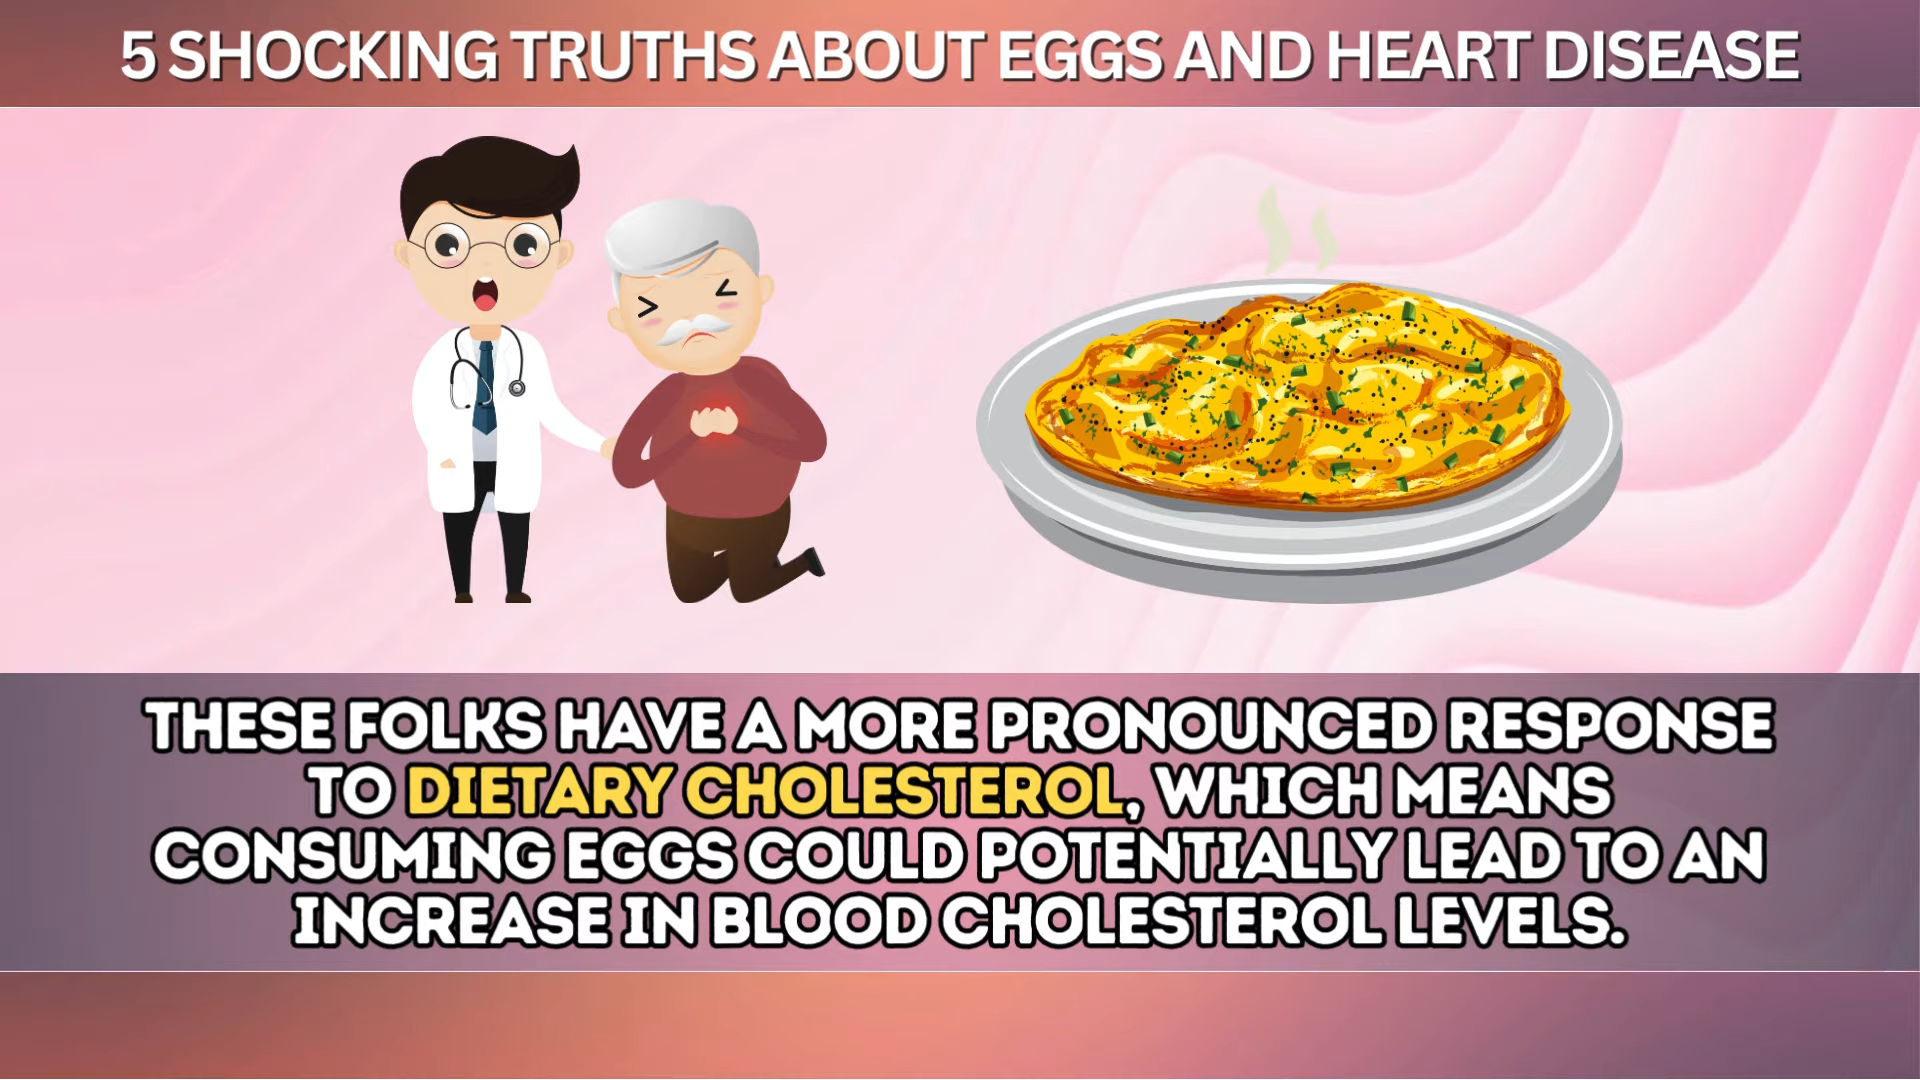 5 SHOCKING TRUTHS ABOUT EGGS AND HEART DISEASE
THESE FOLKS HAVE A MORE PRONOUNCED RESPONSE
TO DIETARY CHOLESTEROL, WHICH MEANS
CONSUMING EGGS COULD POTENTIALLY LEAD TO AN
INCREASE IN BLOOD CHOLESTEROL LEVELS.